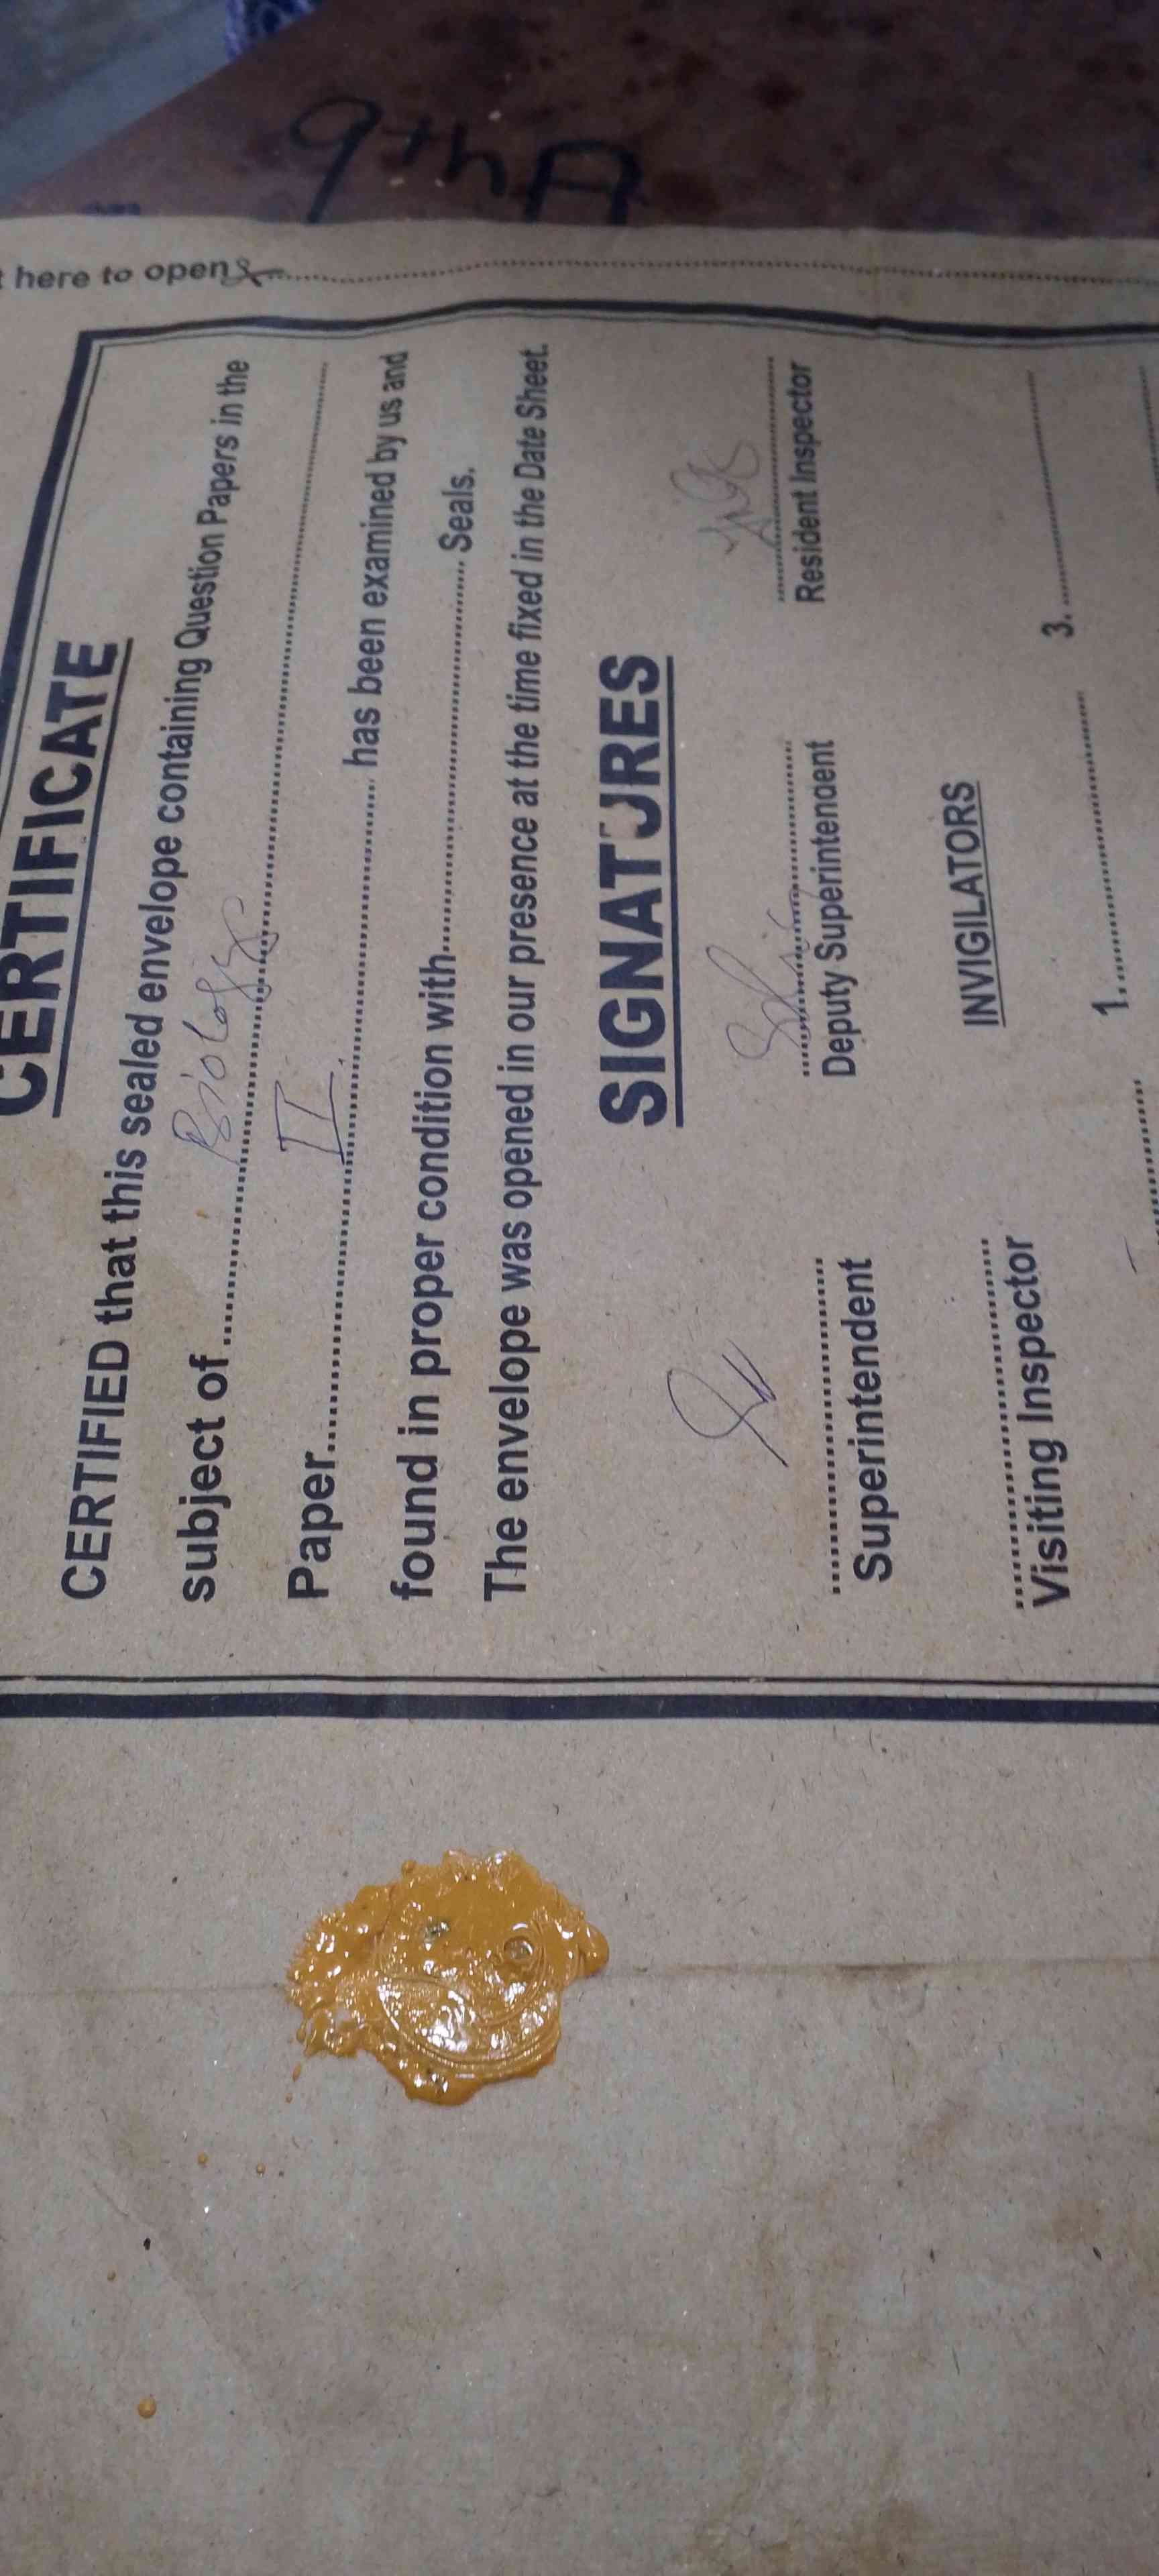 9th A
t here to open
CERTIFICATE
CERTIFIED that this sealed envelope containing Question Papers in the
subject of .......... Biology ..........
Paper .......... II .......... has been examined by us and
found in proper condition with .......... Seals.
The envelope was opened in our presence at the time fixed in the Date Sheet.
SIGNATURES
Superintendent Deputy Superintendent Resident Inspector
INVIGILATORS
Visiting Inspector 1. .......... 3. ..........